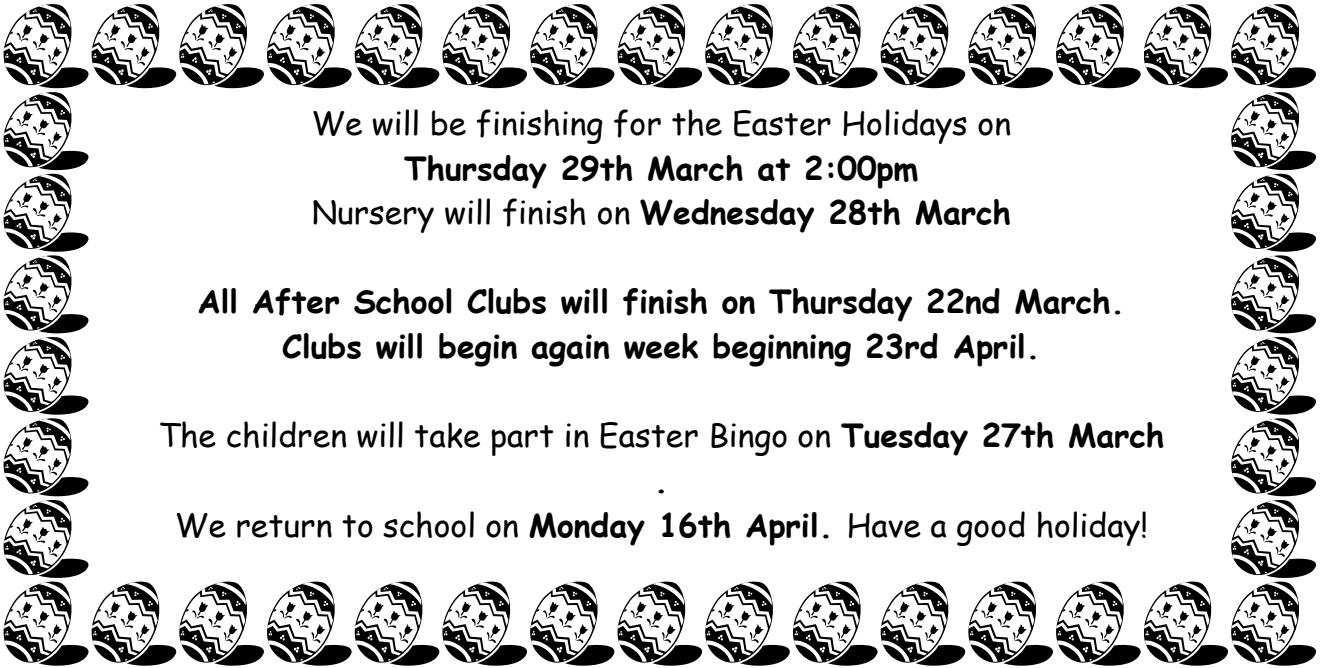 We will be finishing for the Easter Holidays on
Thursday 29th March at 2:00pm
Nursery will finish on Wednesday 28th March
All After School Clubs will finish on Thursday 22nd March.
Clubs will begin again week beginning 23rd April.
The children will take part in Easter Bingo on Tuesday 27th March
.
We return to school on Monday 16th April. Have a good holiday!